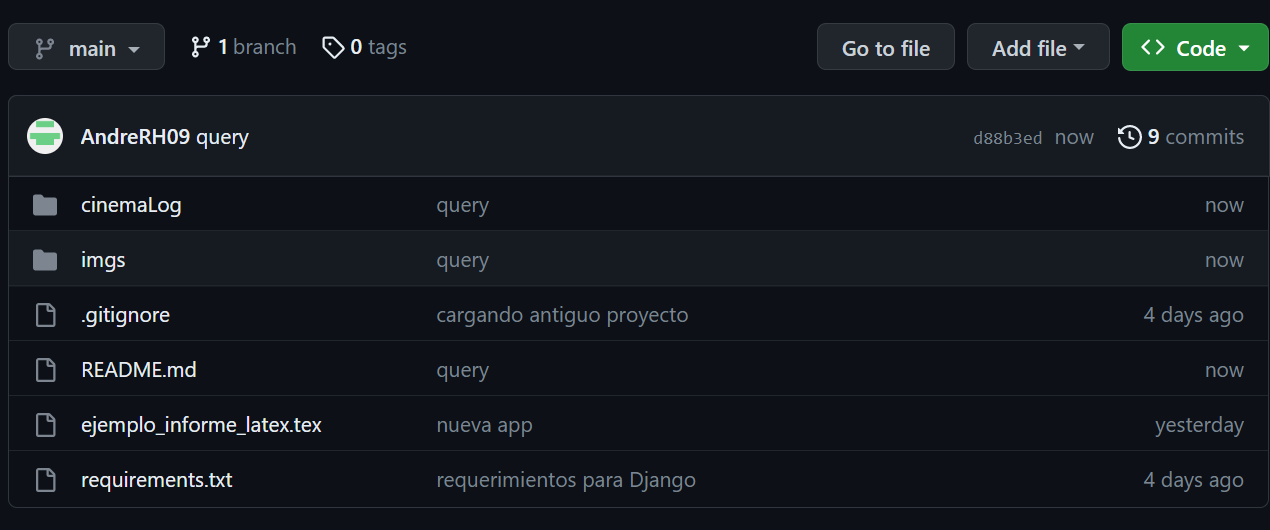 main 1 branch 0 tags Go to file Add file Code
AndreRH09 query d88b3ed now 9 commits
cinemaLog query now
imgs query now
.gitignore cargando antiguo proyecto 4 days ago
README.md query now
ejemplo_informe_latex.tex nueva app yesterday
requirements.txt requerimientos para Django 4 days ago